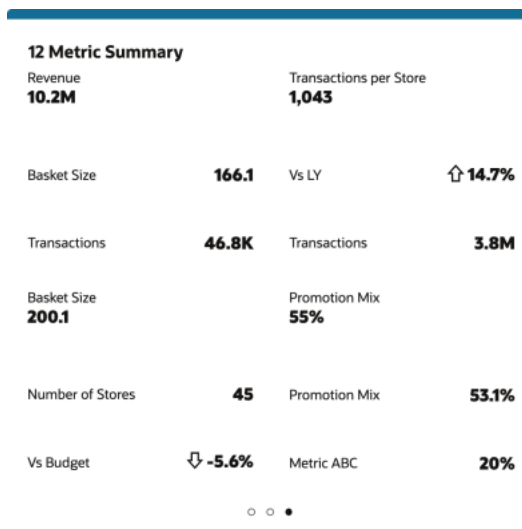 12 Metric Summary
Revenue
10.2M
Transactions per Store
1,043
Basket Size 166.1
Vs LY 14.7%
Transactions 46.8K
Transactions 3.8M
Basket Size
200.1
Promotion Mix
55%
Number of Stores 45
Promotion Mix 53.1%
Vs Budget -5.6%
Metric ABC 20%